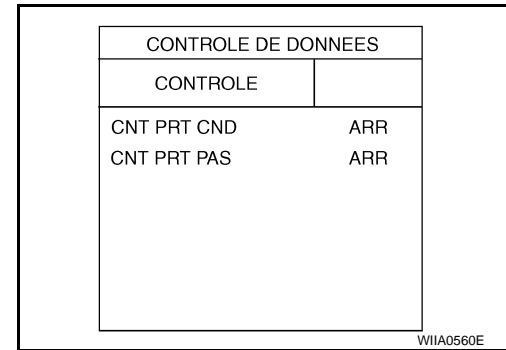 CONTROLE DE DONNEES
CONTROLE
CNT PRT CND ARR
CNT PRT PAS ARR
WIIA0560E